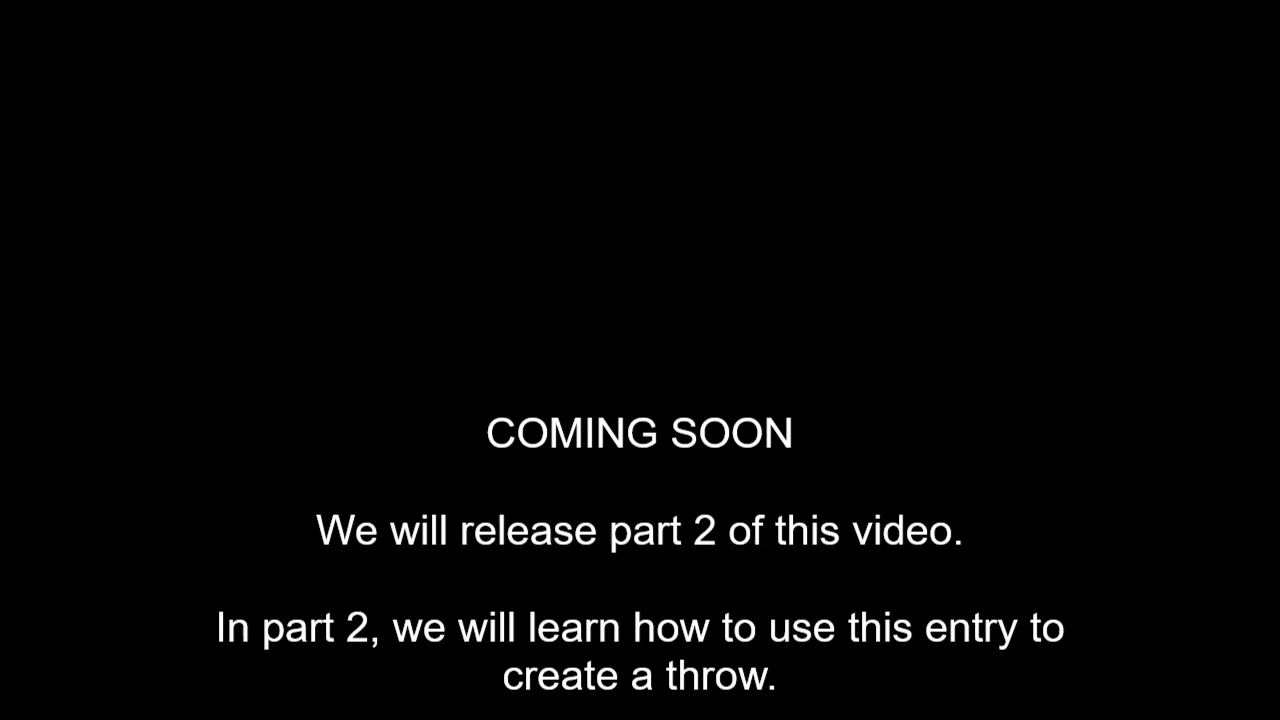 COMING SOON
We will release part 2 of this video.
In part 2, we will learn how to use this entry to
create a throw.